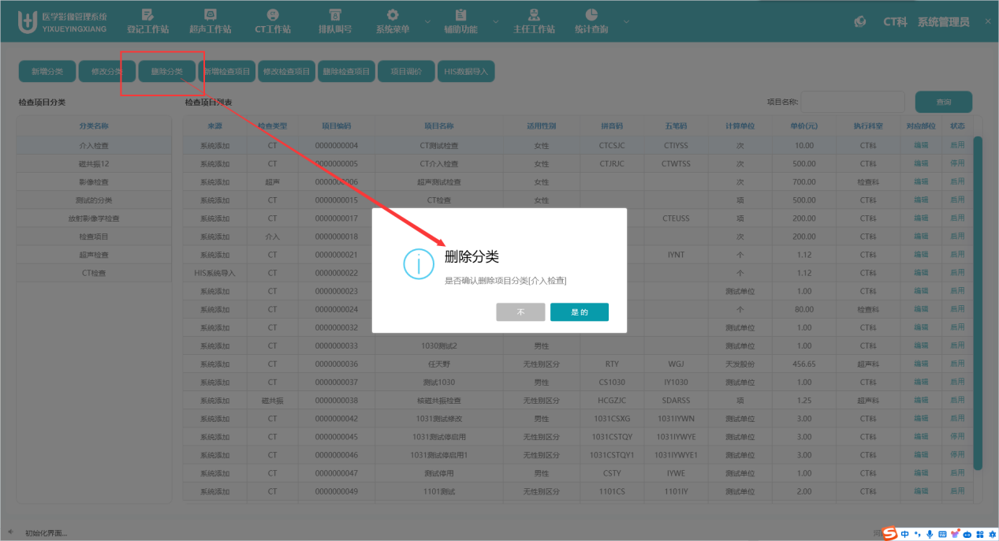 医学影像管理系统
YIXUEYINGXIANG
登记工作站 超声工作站 CT工作站 排队叫号 系统菜单 辅助功能 主任工作站 统计查询 CT科 系统管理员 ×
新增分类 修改分类 删除分类 新增检查项目 修改检查项目 删除检查项目 项目调价 HIS数据导入
检查项目分类 检查项目列表 项目名称: 查询
分类名称
介入检查
磁共振12
影像检查
测试的分类
放射影像学检查
检查项目
超声检查
CT检查
来源 检查类型 项目编码 项目名称 适用性别 拼音码 五笔码 计算单位 单价(元) 执行科室 对应部位 状态
系统添加 CT 0000000004 CT测试检查 女性 CTCSJC CTIYSS 次 10.00 CT科 编辑 启用
系统添加 CT 0000000005 CT介入检查 女性 CTJRJC CTWTSS 次 500.00 CT科 编辑 停用
系统添加 超声 0000000006 超声测试检查 女性 次 700.00 检查科 编辑 启用
系统添加 CT 0000000015 CT检查 女性 项 500.00 CT科 编辑 启用
系统添加 CT 0000000017 CTEUSS 项 200.00 CT科 编辑 启用
系统添加 介入 0000000018 次 200.00 CT科 编辑 启用
系统添加 CT 0000000021 IYNT 个 1.12 CT科 编辑 启用
HIS系统导入 CT 0000000022 个 1.12 CT科 编辑 启用
系统添加 CT 0000000023 测试单位 1.00 CT科 编辑 启用
系统添加 CT 0000000024 个 80.00 检查科 编辑 启用
系统添加 CT 0000000032 测试单位 1.00 CT科 编辑 启用
系统添加 CT 0000000033 1030测试2 男性 测试单位 1.00 CT科 编辑 启用
系统添加 CT 0000000036 任天野 无性别区分 RTY WGJ 天发股份 456.65 超声科 编辑 启用
系统添加 CT 0000000037 测试1030 男性 CS1030 IY1030 测试单位 1.00 CT科 编辑 启用
系统添加 磁共振 0000000038 核磁共振检查 无性别区分 HCGZJC SDARSS 项 1.25 超声科 编辑 启用
系统添加 CT 0000000042 1031测试修改 男性 1031CSXG 1031IYWN 测试单位 3.00 CT科 编辑 启用
系统添加 CT 0000000045 1031测试停启用 无性别区分 1031CSTQY 1031IYWYE 测试单位 3.00 CT科 编辑 停用
系统添加 CT 0000000046 1031测试停启用1 无性别区分 1031CSTQY1 1031IYWYE1 测试单位 3.00 CT科 编辑 停用
系统添加 CT 0000000047 测试停用 男性 CSTY IYWE 测试单位 1.00 CT科 编辑 启用
系统添加 CT 0000000049 1101测试 无性别区分 1101CS 1101IY 测试单位 2.00 CT科 编辑 启用
删除分类
是否确认删除项目分类[介入检查]
不 是的
初始化界面...
中